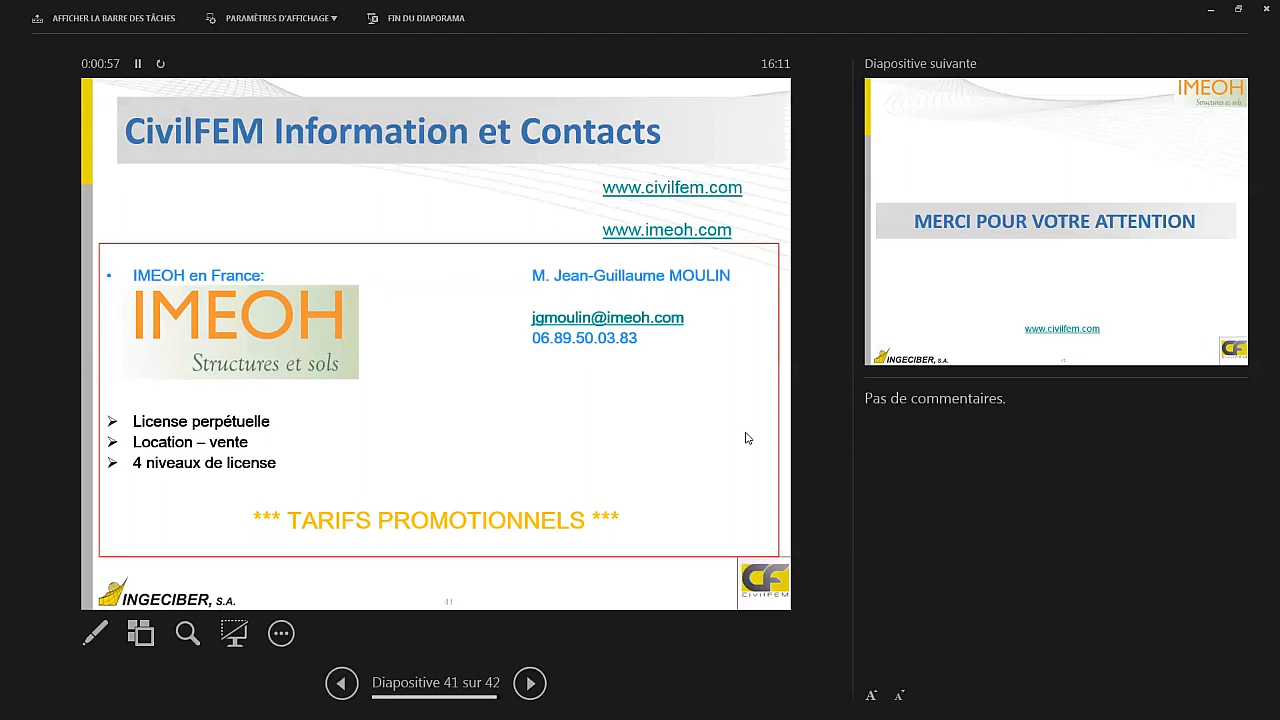 AFFICHER LA BARRE DES TÂCHES
PARAMÈTRES D'AFFICHAGE ▼
FIN DU DIAPORAMA
0:00:57
16:11
CivilFEM Information et Contacts
www.civilfem.com
www.imeoh.com
• IMEOH en France:
M. Jean-Guillaume MOULIN
IMEOH
Structures et sols
jgmoulin@imeoh.com
06.89.50.03.83
License perpétuelle
Location – vente
4 niveaux de license
*** TARIFS PROMOTIONNELS ***
INGECIBER, S.A.
41
CF
CIVILFEM
Diapositive 41 sur 42
Diapositive suivante
IMEOH
Structures et sols
MERCI POUR VOTRE ATTENTION
www.civilfem.com
INGECIBER, S.A.
CF
Pas de commentaires.
A
A